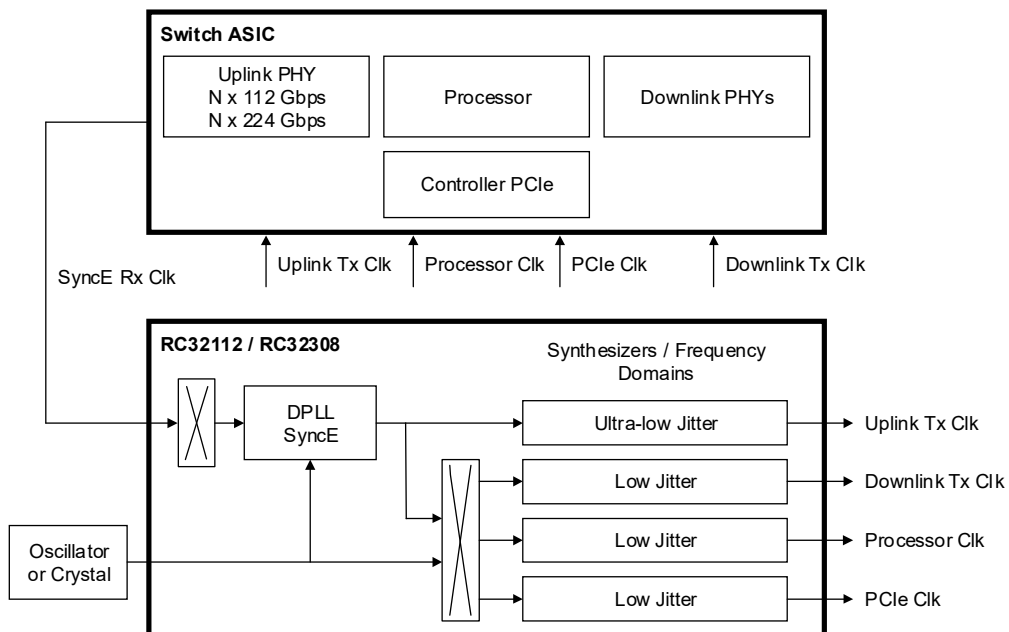 Switch ASIC
Uplink PHY
N x 112 Gbps
N x 224 Gbps
Processor
Downlink PHYs
Controller PCIe
Uplink Tx Clk
Processor Clk
PCIe Clk
Downlink Tx Clk
SyncE Rx Clk
RC32112 / RC32308
Synthesizers / Frequency
Domains
DPLL
SyncE
Ultra-low Jitter
Uplink Tx Clk
Low Jitter
Downlink Tx Clk
Low Jitter
Processor Clk
Oscillator
or Crystal
Low Jitter
PCIe Clk